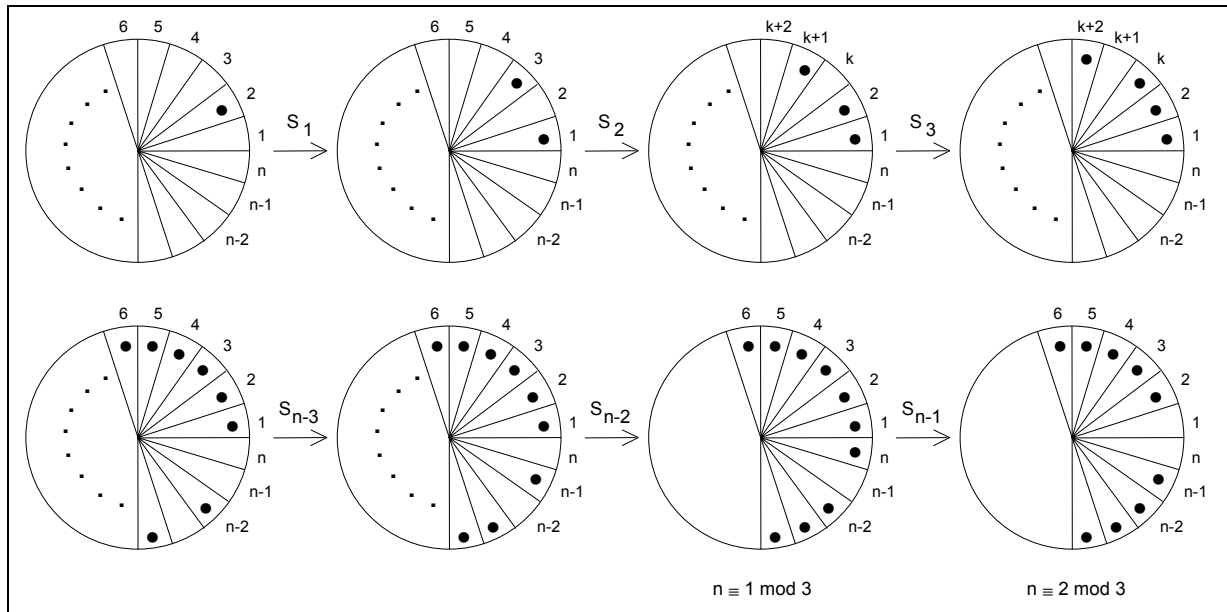 6 5 4 3 2 1 n n-1 n-2
S1
6 5 4 3 2 1 n n-1 n-2
S2
k+2 k+1 k 2 1 n n-1 n-2
S3
k+2 k+1 k 2 1 n n-1 n-2
6 5 4 3 2 1 n n-1 n-2
Sn-3
6 5 4 3 2 1 n n-1 n-2
Sn-2
6 5 4 3 2 1 n n-1 n-2
Sn-1
6 5 4 3 2 1 n n-1 n-2
n ≡ 1 mod 3
n ≡ 2 mod 3